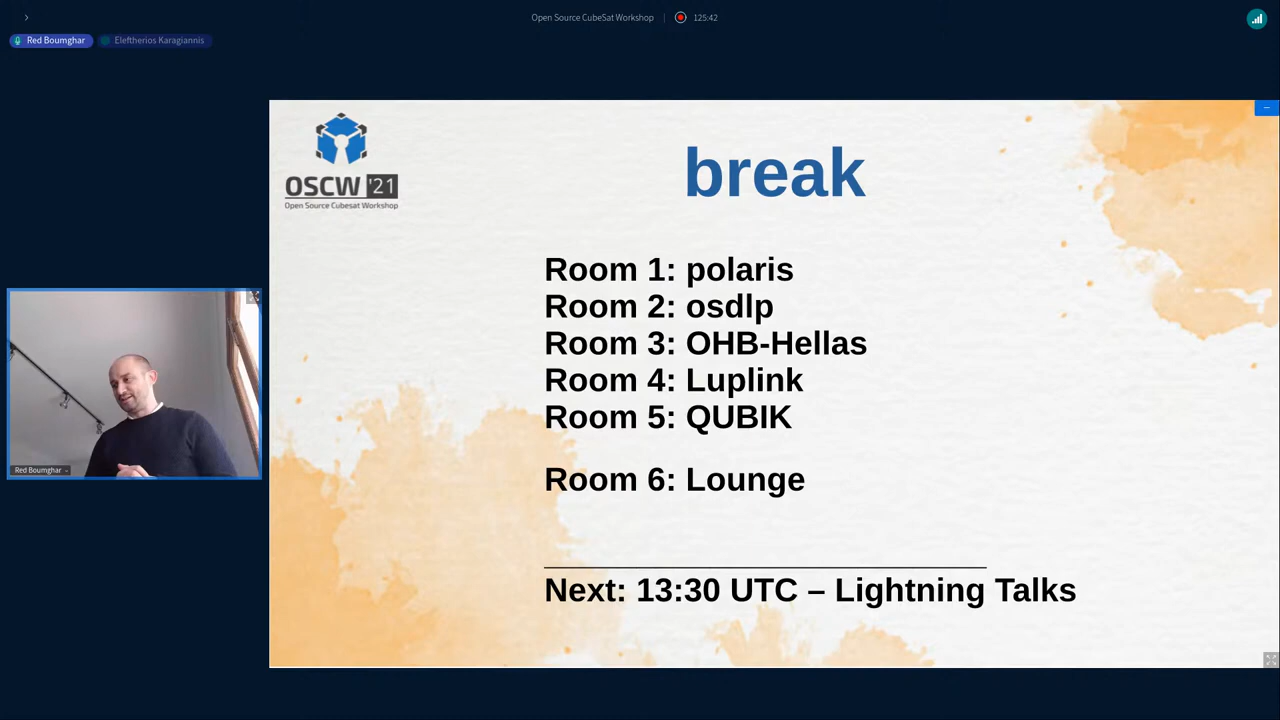 Open Source CubeSat Workshop
125:42
Red Boumghar
Eleftherios Karagiannis
OSCW '21
Open Source Cubesat Workshop
break
Room 1: polaris
Room 2: osdlp
Room 3: OHB-Hellas
Room 4: Luplink
Room 5: QUBIK
Room 6: Lounge
Next: 13:30 UTC – Lightning Talks
Red Boumghar